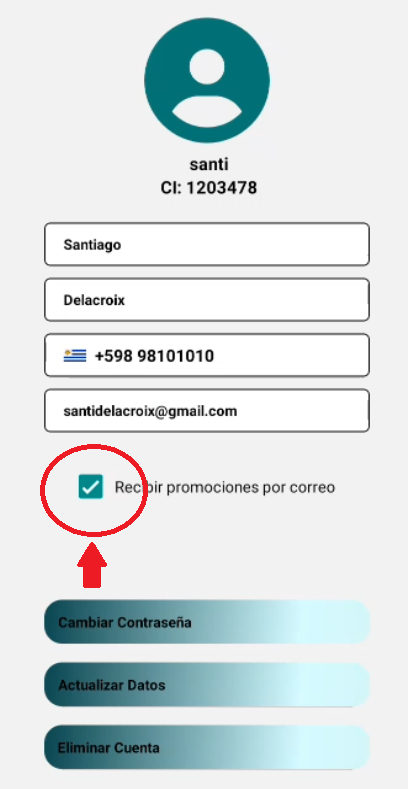 santi
CI: 1203478
Santiago
Delacroix
+598 98101010
santidelacroix@gmail.com
Recibir promociones por correo
Cambiar Contraseña
Actualizar Datos
Eliminar Cuenta